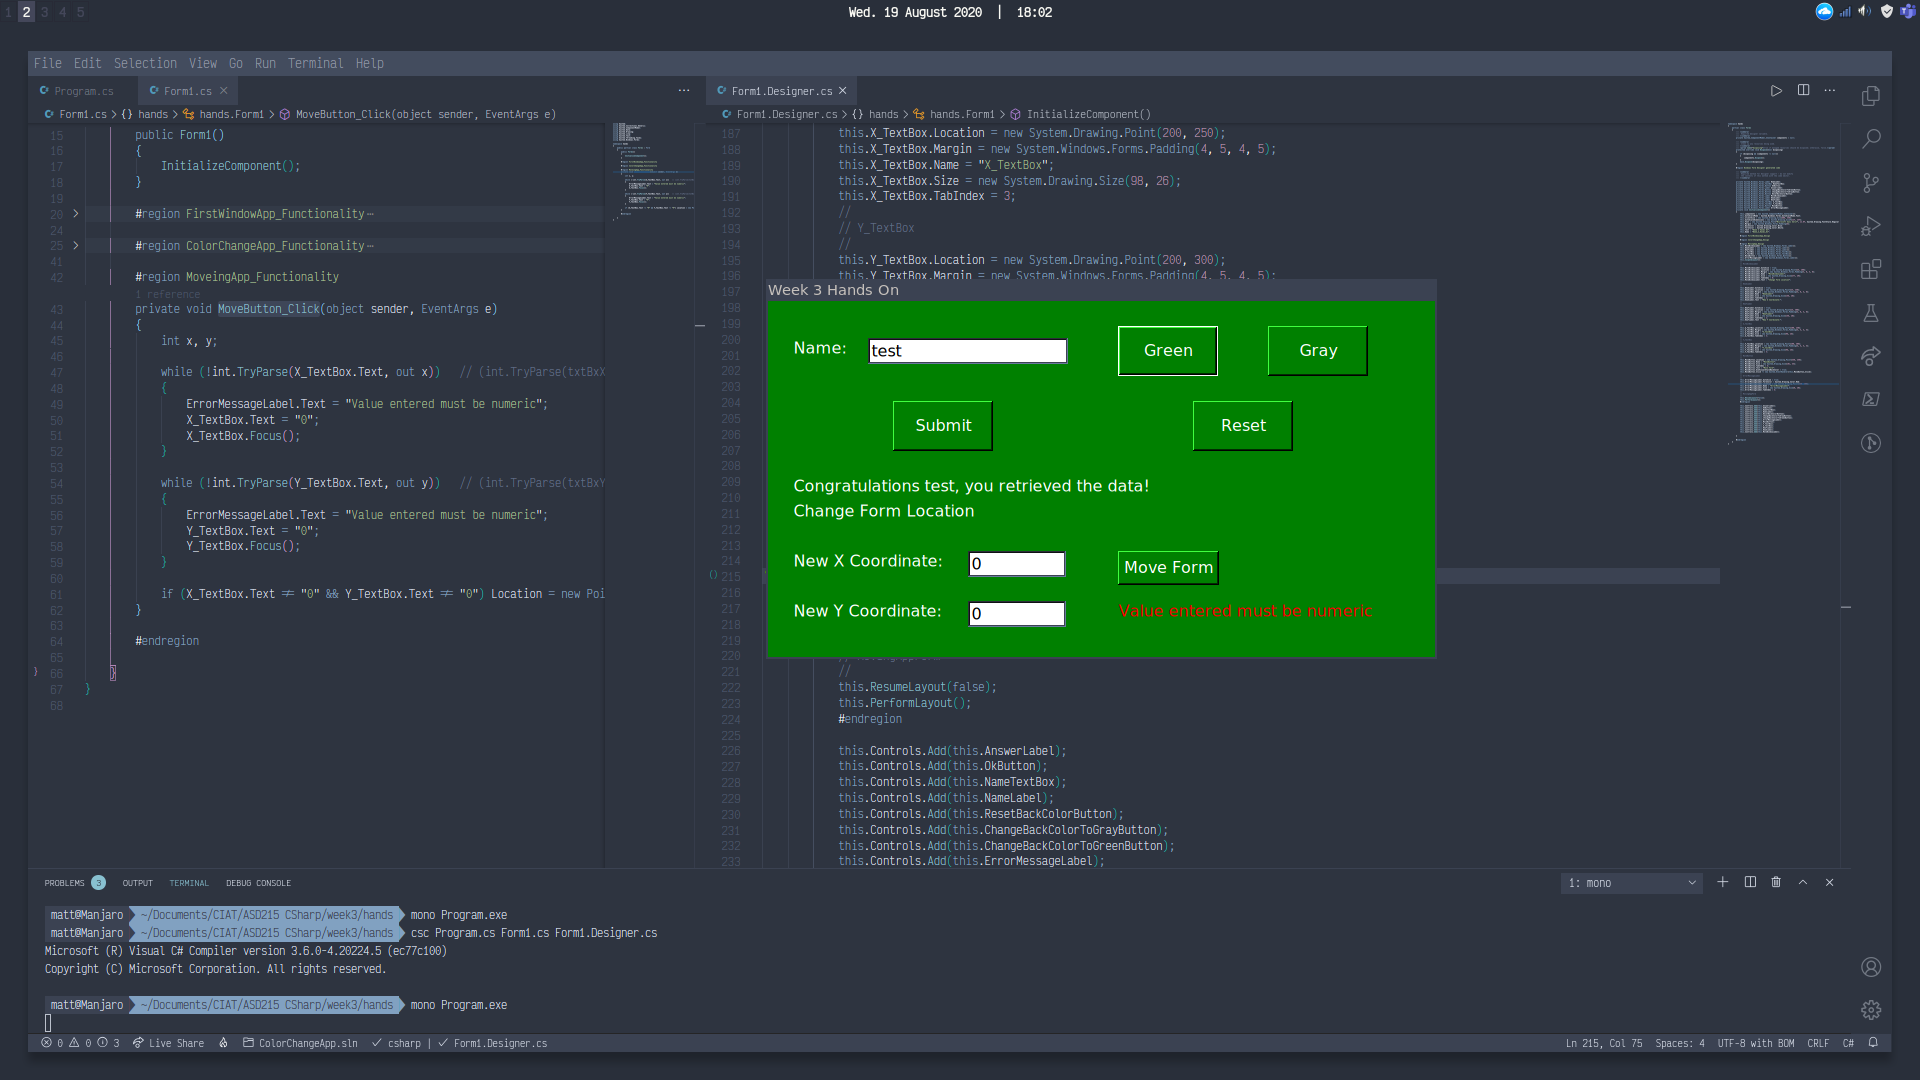 1 2 3 4 5
Wed. 19 August 2020 | 18:02
File Edit Selection View Go Run Terminal Help
Program.cs
Form1.cs
Form1.cs > {} hands > hands.Form1 > MoveButton_Click(object sender, EventArgs e)
15 public Form1()
16 {
17 InitializeComponent();
18 }
19
20 #region FirstWindowApp_Functionality
24
25 #region ColorChangeApp_Functionality
41
42 #region MoveingApp_Functionality
1 reference
43 private void MoveButton_Click(object sender, EventArgs e)
44 {
45 int x, y;
46
47 while (!int.TryParse(X_TextBox.Text, out x)) // (int.TryParse(txtBxX
48 {
49 ErrorMessageLabel.Text = "Value entered must be numeric";
50 X_TextBox.Text = "0";
51 X_TextBox.Focus();
52 }
53
54 while (!int.TryParse(Y_TextBox.Text, out y)) // (int.TryParse(txtBxY
55 {
56 ErrorMessageLabel.Text = "Value entered must be numeric";
57 Y_TextBox.Text = "0";
58 Y_TextBox.Focus();
59 }
60
61 if (X_TextBox.Text ≠ "0" && Y_TextBox.Text ≠ "0") Location = new Poi
62 }
63
64 #endregion
65
66 }
67 }
68
Form1.Designer.cs
Form1.Designer.cs > {} hands > hands.Form1 > InitializeComponent()
187 this.X_TextBox.Location = new System.Drawing.Point(200, 250);
188 this.X_TextBox.Margin = new System.Windows.Forms.Padding(4, 5, 4, 5);
189 this.X_TextBox.Name = "X_TextBox";
190 this.X_TextBox.Size = new System.Drawing.Size(98, 26);
191 this.X_TextBox.TabIndex = 3;
192 //
193 // Y_TextBox
194 //
195 this.Y_TextBox.Location = new System.Drawing.Point(200, 300);
196 this.Y_TextBox.Margin = new System.Windows.Forms.Padding(4, 5, 4, 5);
197
198
199
200
201
202
203
204
205
206
207
208
209
210
211
212
213
214
215
216
217
218
219
220
221 //
222 this.ResumeLayout(false);
223 this.PerformLayout();
224 #endregion
225
226 this.Controls.Add(this.AnswerLabel);
227 this.Controls.Add(this.OkButton);
228 this.Controls.Add(this.NameTextBox);
229 this.Controls.Add(this.NameLabel);
230 this.Controls.Add(this.ResetBackColorButton);
231 this.Controls.Add(this.ChangeBackColorToGrayButton);
232 this.Controls.Add(this.ChangeBackColorToGreenButton);
233 this.Controls.Add(this.ErrorMessageLabel);
Week 3 Hands On
Name: test Green Gray
Submit Reset
Congratulations test, you retrieved the data!
Change Form Location
New X Coordinate: 0 Move Form
New Y Coordinate: 0 Value entered must be numeric
PROBLEMS 3 OUTPUT TERMINAL DEBUG CONSOLE 1: mono
matt@Manjaro ~/Documents/CIAT/ASD215 CSharp/week3/hands mono Program.exe
matt@Manjaro ~/Documents/CIAT/ASD215 CSharp/week3/hands csc Program.cs Form1.cs Form1.Designer.cs
Microsoft (R) Visual C# Compiler version 3.6.0-4.20224.5 (ec77c100)
Copyright (C) Microsoft Corporation. All rights reserved.
matt@Manjaro ~/Documents/CIAT/ASD215 CSharp/week3/hands mono Program.exe
0 0 3 Live Share ColorChangeApp.sln csharp | Form1.Designer.cs Ln 215, Col 75 Spaces: 4 UTF-8 with BOM CRLF C#